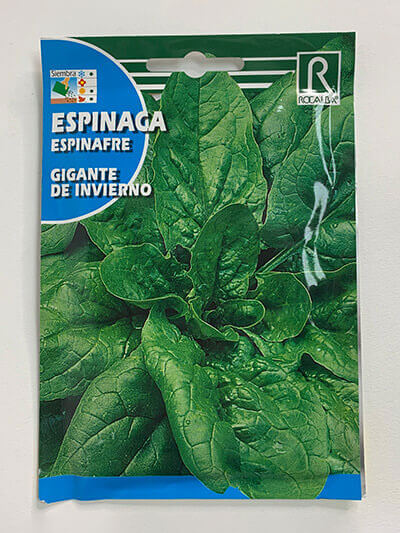 Siembra
ESPINACA
ESPINAFRE
GIGANTE
DE INVIERNO
R
ROCALBA